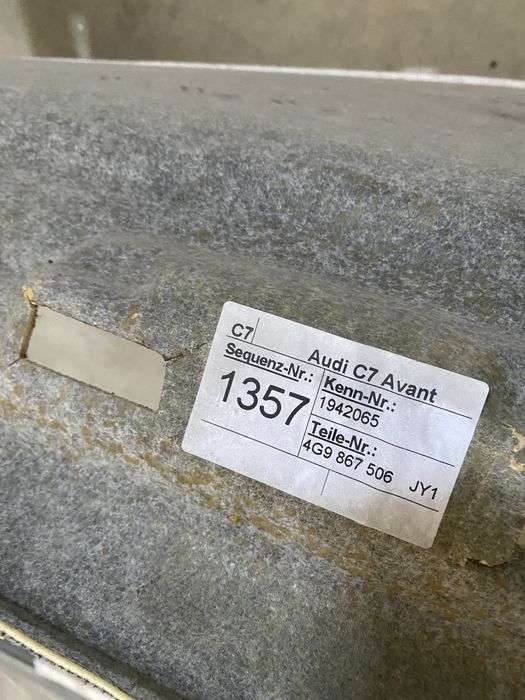 C7 Audi C7 Avant
Sequenz-Nr.: Kenn-Nr.:
1357 1942065
Teile-Nr.:
4G9 867 506 JY1